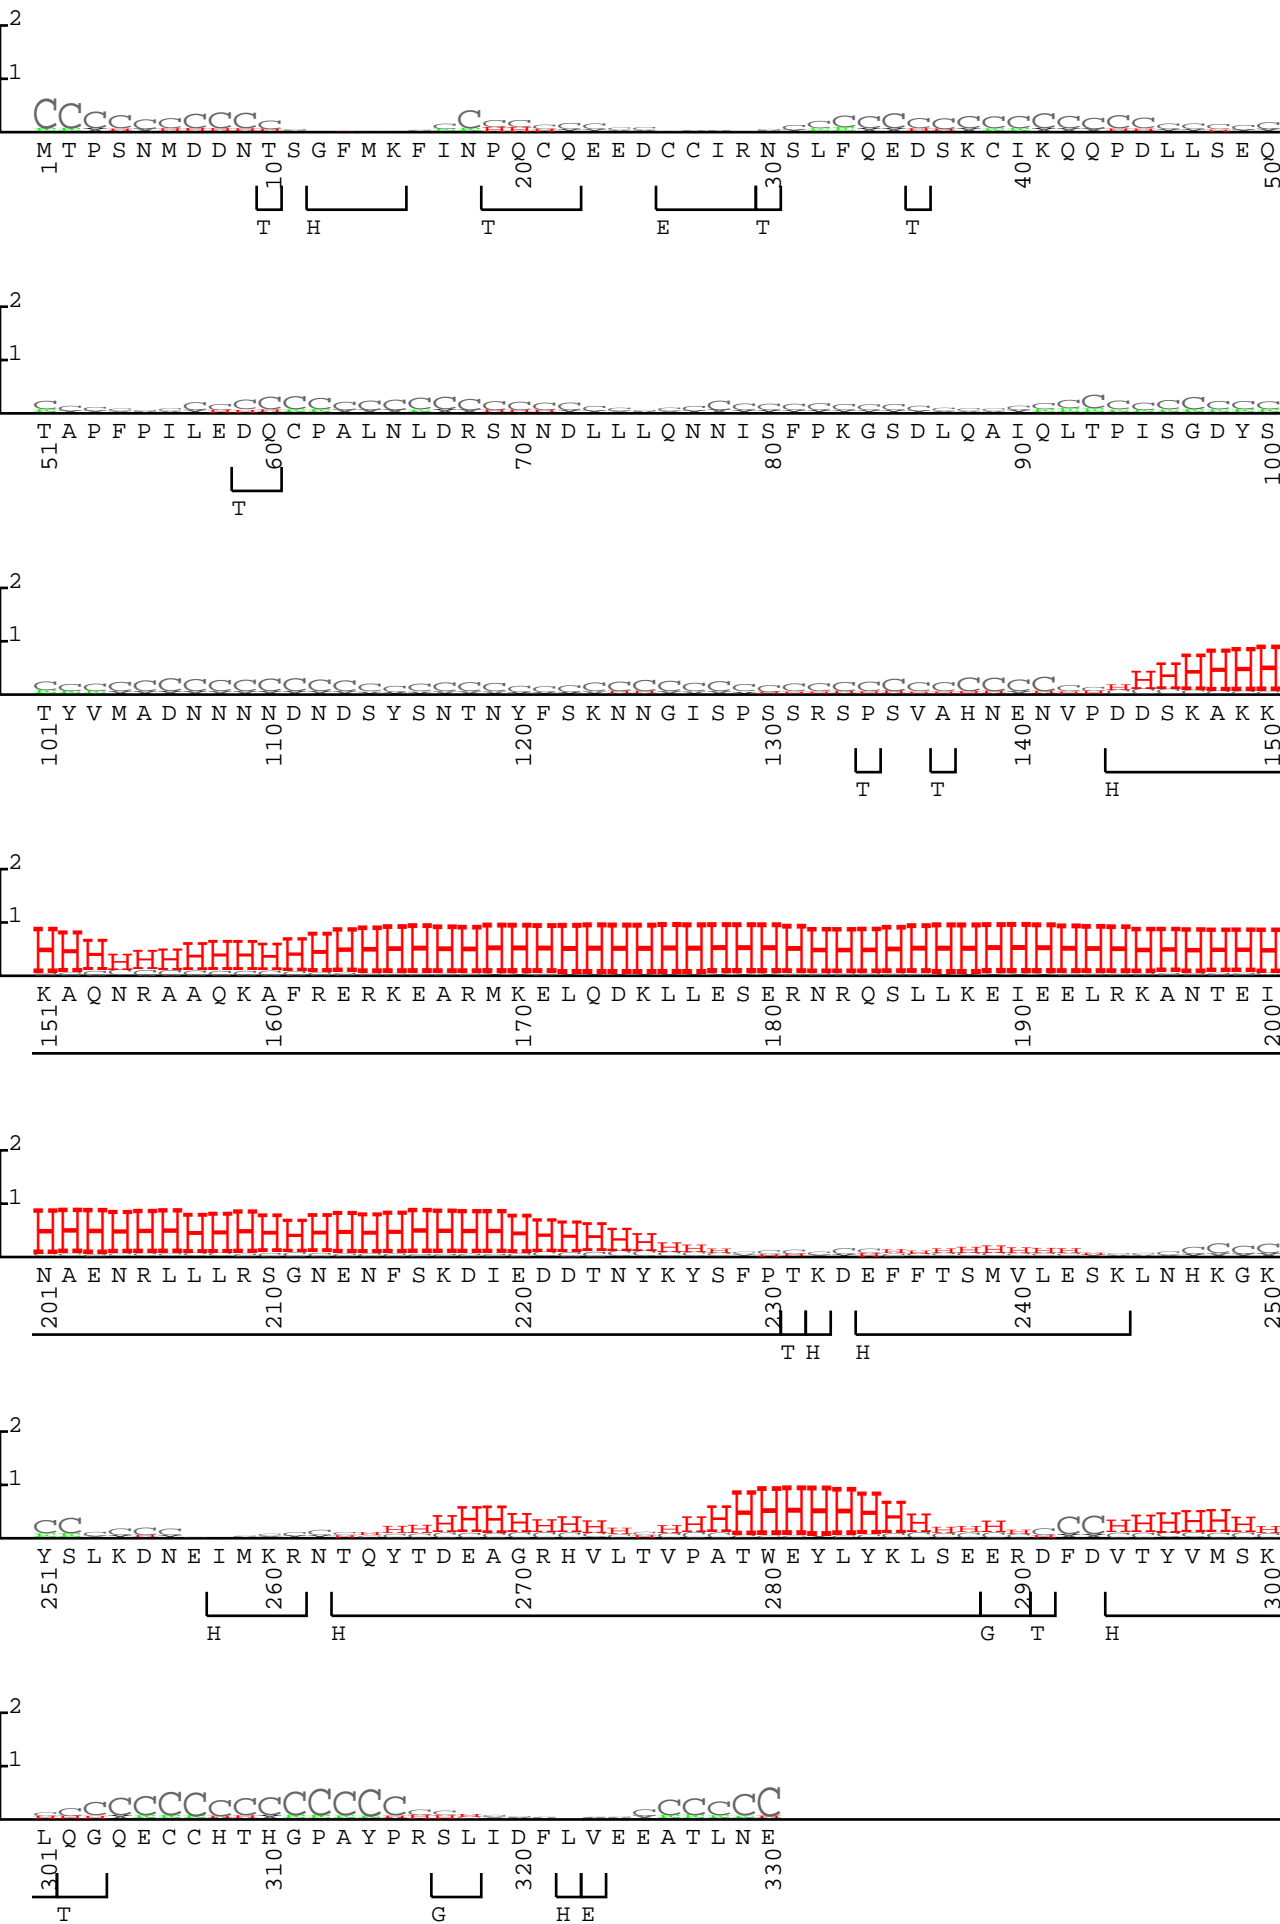 2
1
M T P S N M D D N T S G F M K F I N P Q C Q E E D C C I R N S L F Q E D S K C I K Q Q P D L L S E Q
1 10 20 30 40 50
T H T E T T
2
1
T A P F P I L E D Q C P A L N L D R S N N D L L L Q N N I S F P K G S D L Q A I Q L T P I S G D Y S
51 60 70 80 90 100
T
2
1
T Y V M A D N N N N D N D S Y S N T N Y F S K N N G I S P S S R S P S V A H N E N V P D D S K A K K
101 110 120 130 140 150
T T H
2
1
K A Q N R A A Q K A F R E R K E A R M K E L Q D K L L E S E R N R Q S L L K E I E E L R K A N T E I
151 160 170 180 190 200
2
1
N A E N R L L L R S G N E N F S K D I E D D T N Y K Y S F P T K D E F F T S M V L E S K L N H K G K
201 210 220 230 240 250
T H H
2
1
Y S L K D N E I M K R N T Q Y T D E A G R H V L T V P A T W E Y L Y K L S E E R D F D V T Y V M S K
251 260 270 280 290 300
H H G T H
2
1
L Q G Q E C C H T H G P A Y P R S L I D F L V E E A T L N E
301 310 320 330
T G H E